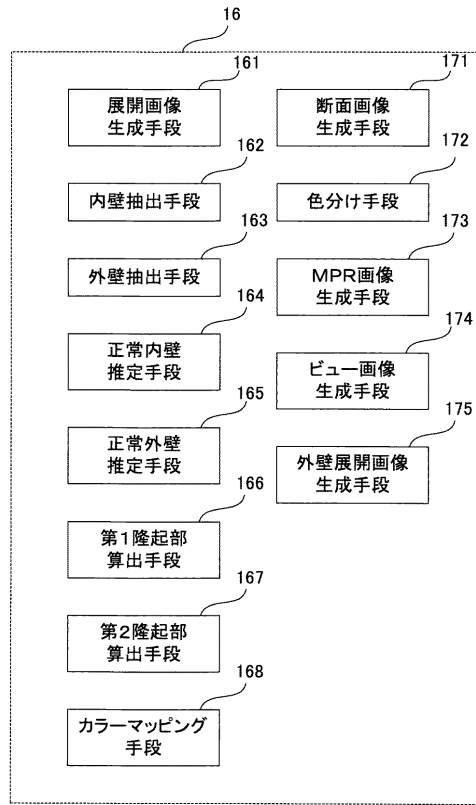 16
161
展開画像
生成手段
162
内壁抽出手段
163
外壁抽出手段
164
正常内壁
推定手段
165
正常外壁
推定手段
166
第1隆起部
算出手段
167
第2隆起部
算出手段
168
カラーマッピング
手段
171
断面画像
生成手段
172
色分け手段
173
MPR画像
生成手段
174
ビュー画像
生成手段
175
外壁展開画像
生成手段